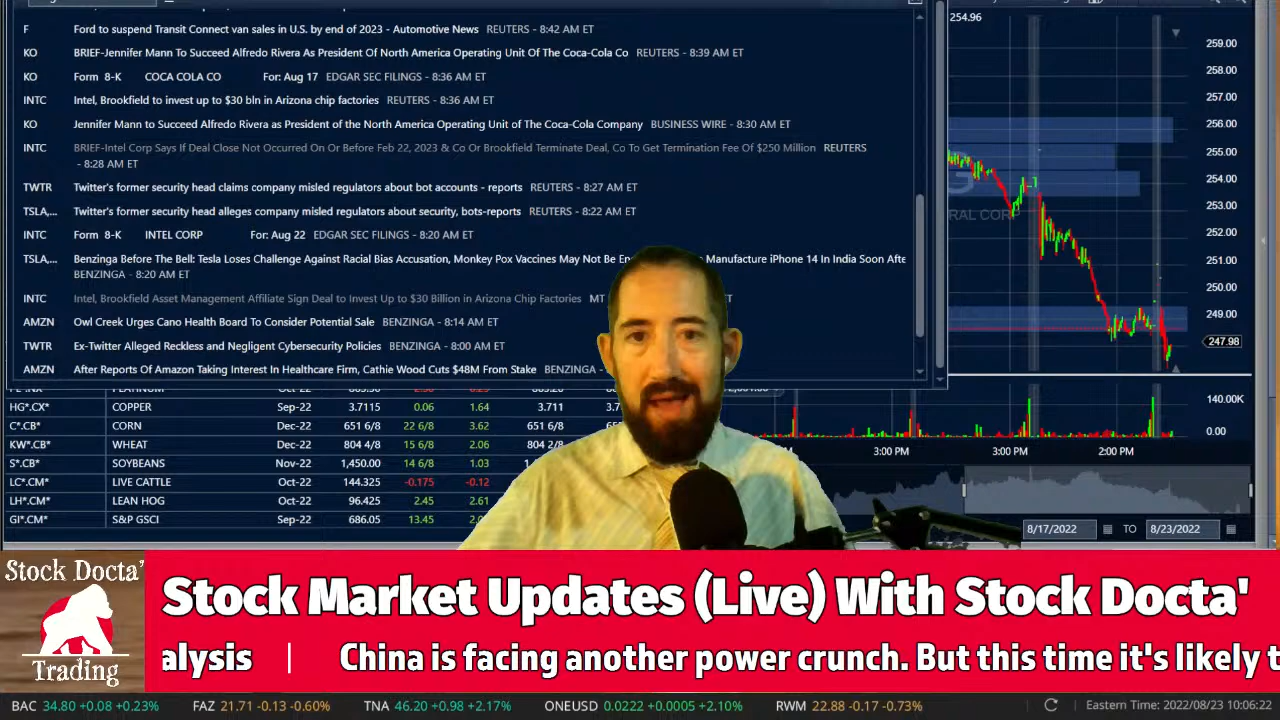 254.96
F Ford to suspend Transit Connect van sales in U.S. by end of 2023 - Automotive News REUTERS - 8:42 AM ET
KO BRIEF-Jennifer Mann To Succeed Alfredo Rivera As President Of North America Operating Unit Of The Coca-Cola Co REUTERS - 8:39 AM ET
KO Form 8-K COCA COLA CO For: Aug 17 EDGAR SEC FILINGS - 8:36 AM ET
INTC Intel, Brookfield to invest up to $30 bln in Arizona chip factories REUTERS - 8:36 AM ET
KO Jennifer Mann to Succeed Alfredo Rivera as President of the North America Operating Unit of The Coca-Cola Company BUSINESS WIRE - 8:30 AM ET
INTC BRIEF-Intel Corp Says If Deal Close Not Occurred On Or Before Feb 22, 2023 & Co Or Brookfield Terminate Deal, Co To Get Termination Fee Of $250 Million REUTERS
- 8:28 AM ET
TWTR Twitter's former security head claims company misled regulators about bot accounts - reports REUTERS - 8:27 AM ET
TSLA,... Twitter's former security head alleges company misled regulators about security, bots-reports REUTERS - 8:22 AM ET
INTC Form 8-K INTEL CORP For: Aug 22 EDGAR SEC FILINGS - 8:20 AM ET
TSLA,... Benzinga Before The Bell: Tesla Loses Challenge Against Racial Bias Accusation, Monkey Pox Vaccines May Not Be Manufacture iPhone 14 In India Soon Afte
BENZINGA - 8:20 AM ET
INTC Intel, Brookfield Asset Management Affiliate Sign Deal to Invest Up to $30 Billion in Arizona Chip Factories MT
AMZN Owl Creek Urges Cano Health Board To Consider Potential Sale BENZINGA - 8:14 AM ET
TWTR Ex-Twitter Alleged Reckless and Negligent Cybersecurity Policies BENZINGA - 8:00 AM ET
AMZN After Reports Of Amazon Taking Interest In Healthcare Firm, Cathie Wood Cuts $48M From Stake BENZINGA
259.00
258.00
257.00
256.00
255.00
254.00
253.00
252.00
251.00
250.00
249.00
247.98
140.00K
0.00
3:00 PM 3:00 PM 2:00 PM
8/17/2022 TO 8/23/2022
HG*.CX* COPPER Sep-22 3.7115 0.06 1.64 3.711
C*.CB* CORN Dec-22 651 6/8 22 6/8 3.62 651 6/8
KW*.CB* WHEAT Dec-22 804 4/8 15 6/8 2.06
S*.CB* SOYBEANS Nov-22 1,450.00 14 6/8 1.03
LC*.CM* LIVE CATTLE Oct-22 144.325 -0.175 -0.12
LH*.CM* LEAN HOG Oct-22 96.425 2.45 2.61
GI*.CM* S&P GSCI Sep-22 686.05 13.45
Stock Docta'
Trading
Stock Market Updates (Live) With Stock Docta'
alysis | China is facing another power crunch. But this time it's likely t
BAC 34.80 +0.08 +0.23% FAZ 21.71 -0.13 -0.60% TNA 46.20 +0.98 +2.17% ONEUSD 0.0222 +0.0005 +2.10% RWM 22.88 -0.17 -0.73% Eastern Time: 2022/08/23 10:06:22